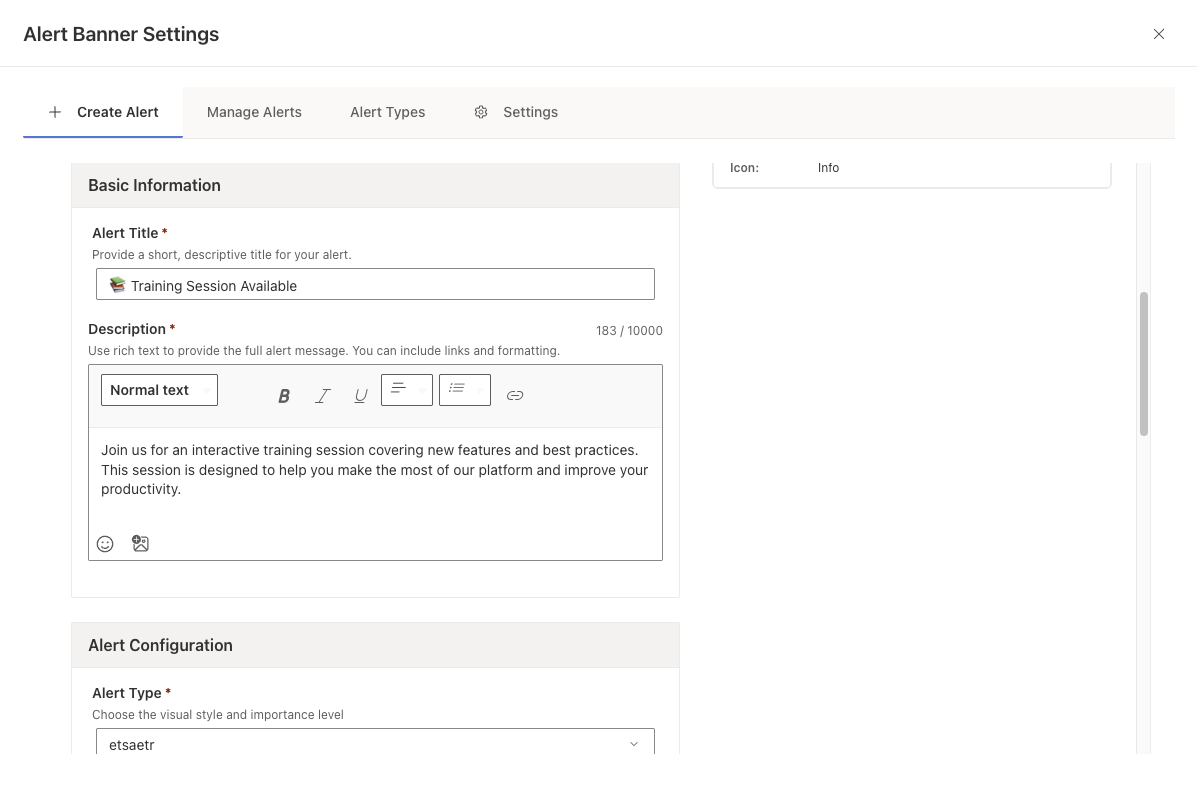 Alert Banner Settings
Create Alert
Manage Alerts
Alert Types
Settings
Basic Information
Alert Title *
Provide a short, descriptive title for your alert.
📚 Training Session Available
Description *
183 / 10000
Use rich text to provide the full alert message. You can include links and formatting.
Normal text
B
I
U
Join us for an interactive training session covering new features and best practices.
This session is designed to help you make the most of our platform and improve your
productivity.
Alert Configuration
Alert Type *
Choose the visual style and importance level
etsaetr
Icon: Info